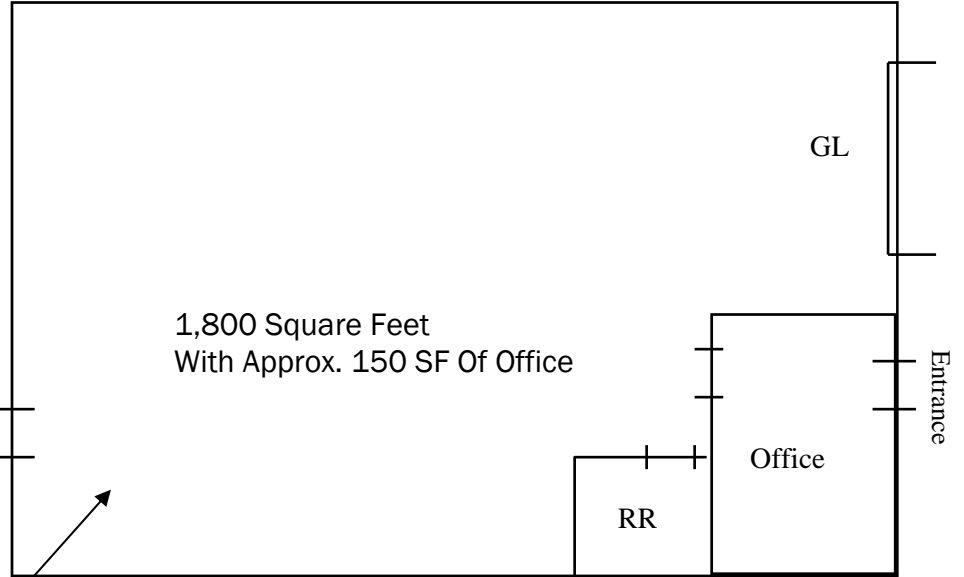 GL
1,800 Square Feet
With Approx. 150 SF Of Office
Entrance
Office
RR